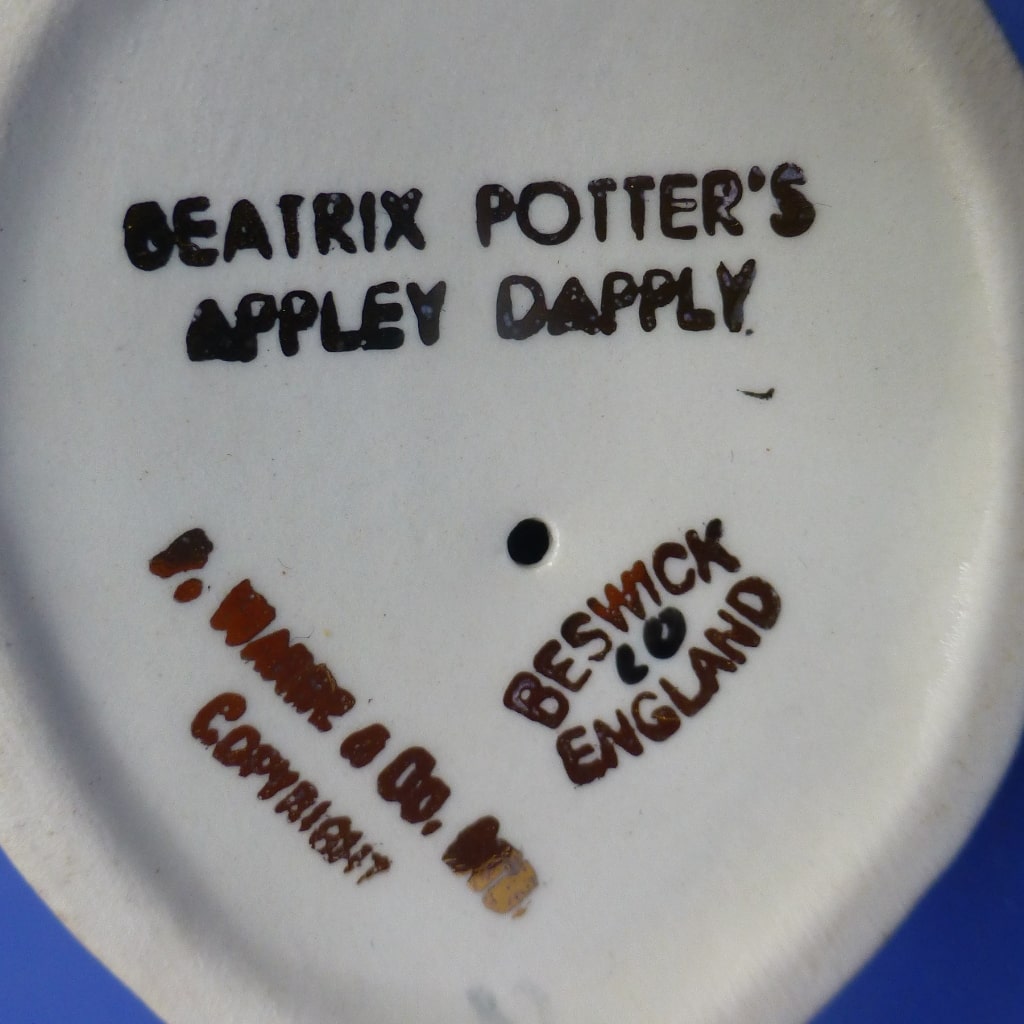 BEATRIX POTTER'S
APPLEY DAPPLY
F. WARNE & CO. LTD.
COPYRIGHT
BESWICK
ENGLAND